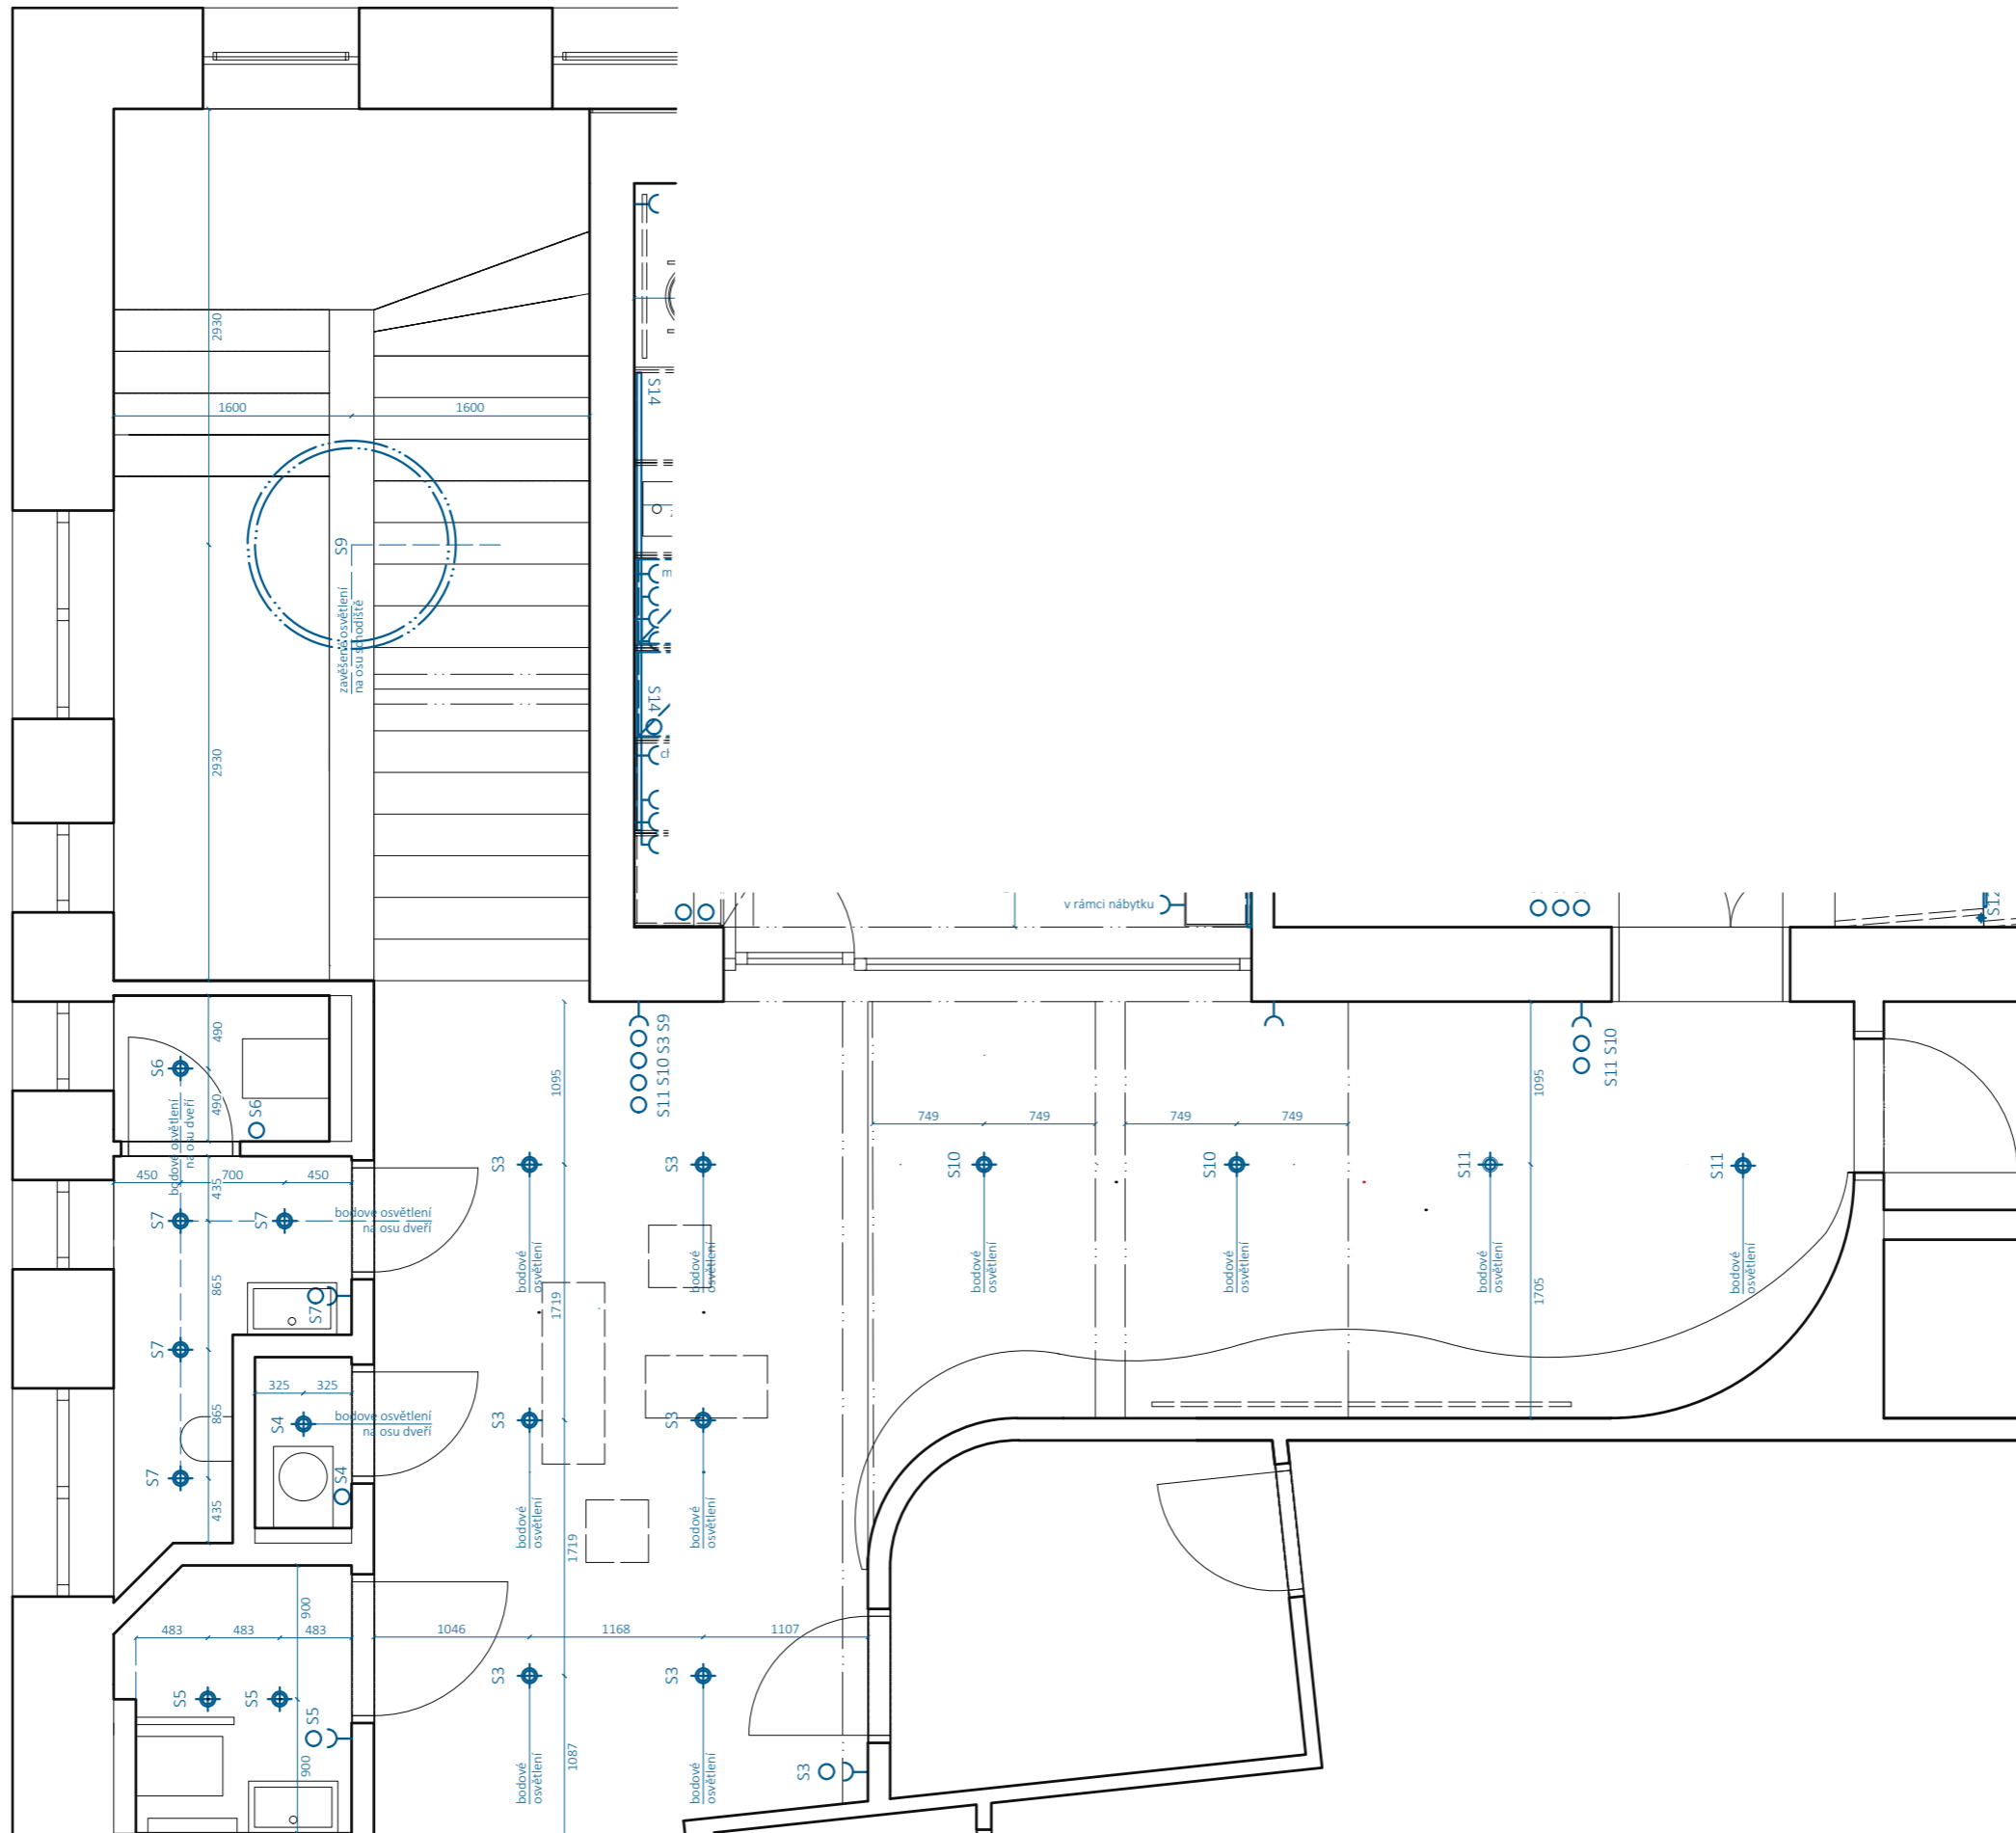 2930
1600
1600
S14
S9
zavěšené osvětlení
na osu schodiště
m
S14
2930
ch
v rámci nábytku
S12
490
S6
490
S6
bodové osvětlení
na osu dveří
S11 S10 S3 S9
1095
S11 S10
1095
749
749
749
749
S3
S3
S10
S10
S11
S11
450
700
450
435
S7
S7
bodové osvětlení
na osu dveří
bodové
osvětlení
bodové
osvětlení
bodové
osvětlení
bodové
osvětlení
bodové
osvětlení
bodové
osvětlení
865
S7
1719
1705
S7
325
325
865
S4
bodové osvětlení
na osu dveří
S3
S3
S7
S4
435
bodové
osvětlení
bodové
osvětlení
1719
900
483
483
483
1046
1168
1107
S5
S5
S5
S3
S3
900
bodové
osvětlení
bodové
osvětlení
1087
S3